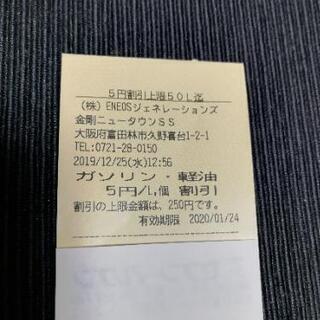 5円割引上限50L迄
(株)ENEOSジェネレーションズ
金剛ニュータウンSS
大阪府富田林市久野喜台1-2-1
TEL:0721-28-0150
2019/12/25(水)12:56
ガソリン・軽油
5円/L,個 割引
割引の上限金額は、250円です。
有効期限 2020/01/24